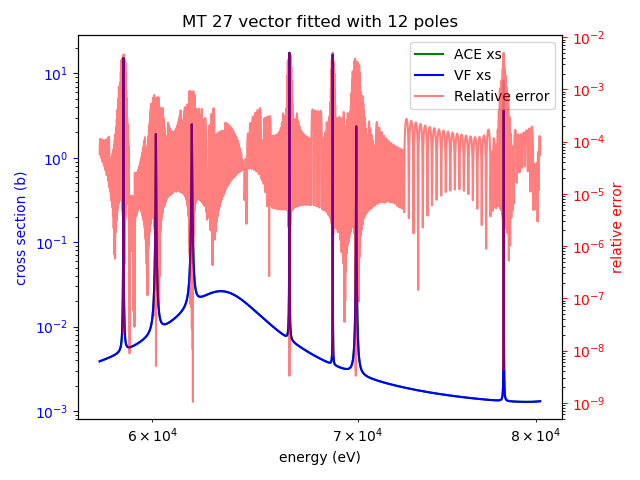 MT 27 vector fitted with 12 poles
ACE xs
VF xs
Relative error
cross section (b)
10¹
10⁰
10⁻¹
10⁻²
10⁻³
relative error
10⁻²
10⁻³
10⁻⁴
10⁻⁵
10⁻⁶
10⁻⁷
10⁻⁸
10⁻⁹
6 × 10⁴
7 × 10⁴
8 × 10⁴
energy (eV)